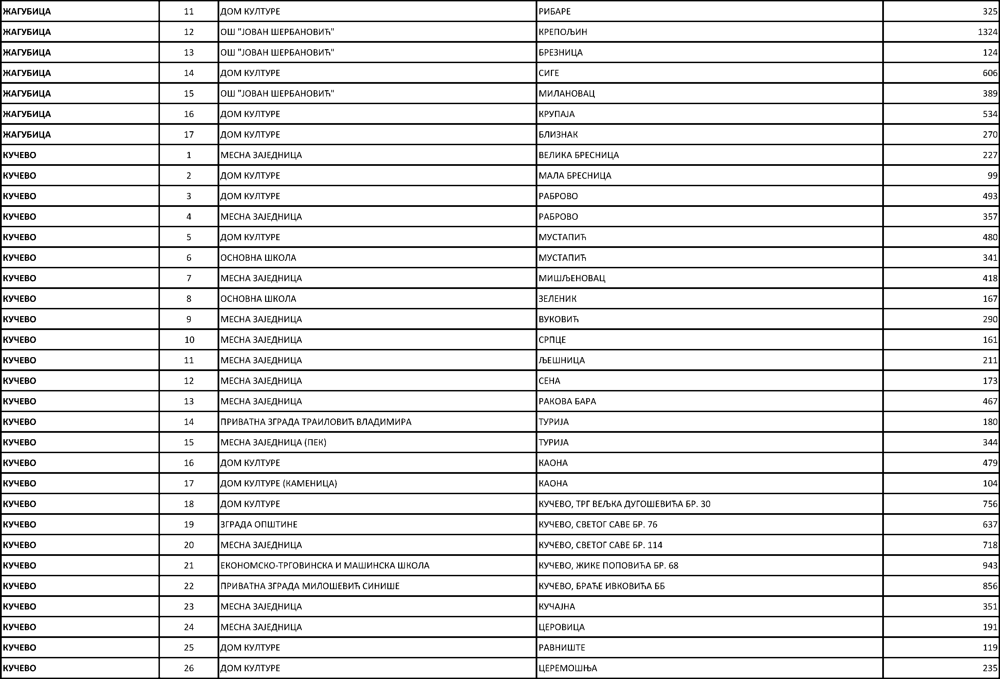 ЖАГУБИЦА 11 ДОМ КУЛТУРЕ РИБАРЕ 325
ЖАГУБИЦА 12 ОШ "ЈОВАН ШЕРБАНОВИЋ" КРЕПОЉИН 1324
ЖАГУБИЦА 13 ОШ "ЈОВАН ШЕРБАНОВИЋ" БРЕЗНИЦА 124
ЖАГУБИЦА 14 ДОМ КУЛТУРЕ СИГЕ 606
ЖАГУБИЦА 15 ОШ "ЈОВАН ШЕРБАНОВИЋ" МИЛАНОВАЦ 389
ЖАГУБИЦА 16 ДОМ КУЛТУРЕ КРУПАЈА 534
ЖАГУБИЦА 17 ДОМ КУЛТУРЕ БЛИЗНАК 270
КУЧЕВО 1 МЕСНА ЗАЈЕДНИЦА ВЕЛИКА БРЕСНИЦА 227
КУЧЕВО 2 ДОМ КУЛТУРЕ МАЛА БРЕСНИЦА 99
КУЧЕВО 3 ДОМ КУЛТУРЕ РАБРОВО 493
КУЧЕВО 4 МЕСНА ЗАЈЕДНИЦА РАБРОВО 357
КУЧЕВО 5 ДОМ КУЛТУРЕ МУСТАПИЋ 480
КУЧЕВО 6 ОСНОВНА ШКОЛА МУСТАПИЋ 341
КУЧЕВО 7 МЕСНА ЗАЈЕДНИЦА МИШЉЕНОВАЦ 418
КУЧЕВО 8 ОСНОВНА ШКОЛА ЗЕЛЕНИК 167
КУЧЕВО 9 МЕСНА ЗАЈЕДНИЦА ВУКОВИЋ 290
КУЧЕВО 10 МЕСНА ЗАЈЕДНИЦА СРПЦЕ 161
КУЧЕВО 11 МЕСНА ЗАЈЕДНИЦА ЉЕШНИЦА 211
КУЧЕВО 12 МЕСНА ЗАЈЕДНИЦА СЕНА 173
КУЧЕВО 13 МЕСНА ЗАЈЕДНИЦА РАКОВА БАРА 467
КУЧЕВО 14 ПРИВАТНА ЗГРАДА ТРАИЛОВИЋ ВЛАДИМИРА ТУРИЈА 180
КУЧЕВО 15 МЕСНА ЗАЈЕДНИЦА (ПЕК) ТУРИЈА 344
КУЧЕВО 16 ДОМ КУЛТУРЕ КАОНА 479
КУЧЕВО 17 ДОМ КУЛТУРЕ (КАМЕНИЦА) КАОНА 104
КУЧЕВО 18 ДОМ КУЛТУРЕ КУЧЕВО, ТРГ ВЕЉКА ДУГОШЕВИЋА БР. 30 756
КУЧЕВО 19 ЗГРАДА ОПШТИНЕ КУЧЕВО, СВЕТОГ САВЕ БР. 76 637
КУЧЕВО 20 МЕСНА ЗАЈЕДНИЦА КУЧЕВО, СВЕТОГ САВЕ БР. 114 718
КУЧЕВО 21 ЕКОНОМСКО-ТРГОВИНСКА И МАШИНСКА ШКОЛА КУЧЕВО, ЖИКЕ ПОПОВИЋА БР. 68 943
КУЧЕВО 22 ПРИВАТНА ЗГРАДА МИЛОШЕВИЋ СИНИШЕ КУЧЕВО, БРАЋЕ ИВКОВИЋА ББ 856
КУЧЕВО 23 МЕСНА ЗАЈЕДНИЦА КУЧАЈНА 351
КУЧЕВО 24 МЕСНА ЗАЈЕДНИЦА ЦЕРОВИЦА 191
КУЧЕВО 25 ДОМ КУЛТУРЕ РАВНИШТЕ 119
КУЧЕВО 26 ДОМ КУЛТУРЕ ЦЕРЕМОШЊА 235